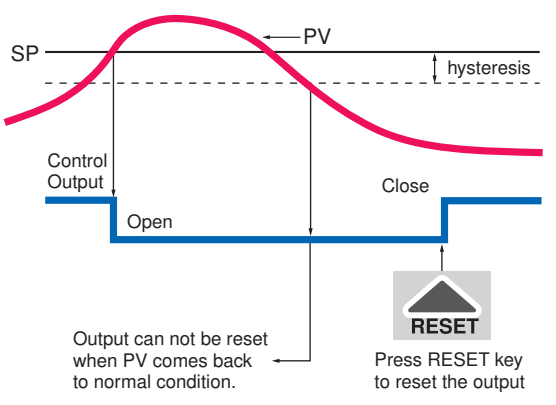 PV
SP
hysteresis
Control
Output
Close
Open
RESET
Output can not be reset
when PV comes back
to normal condition.
Press RESET key
to reset the output